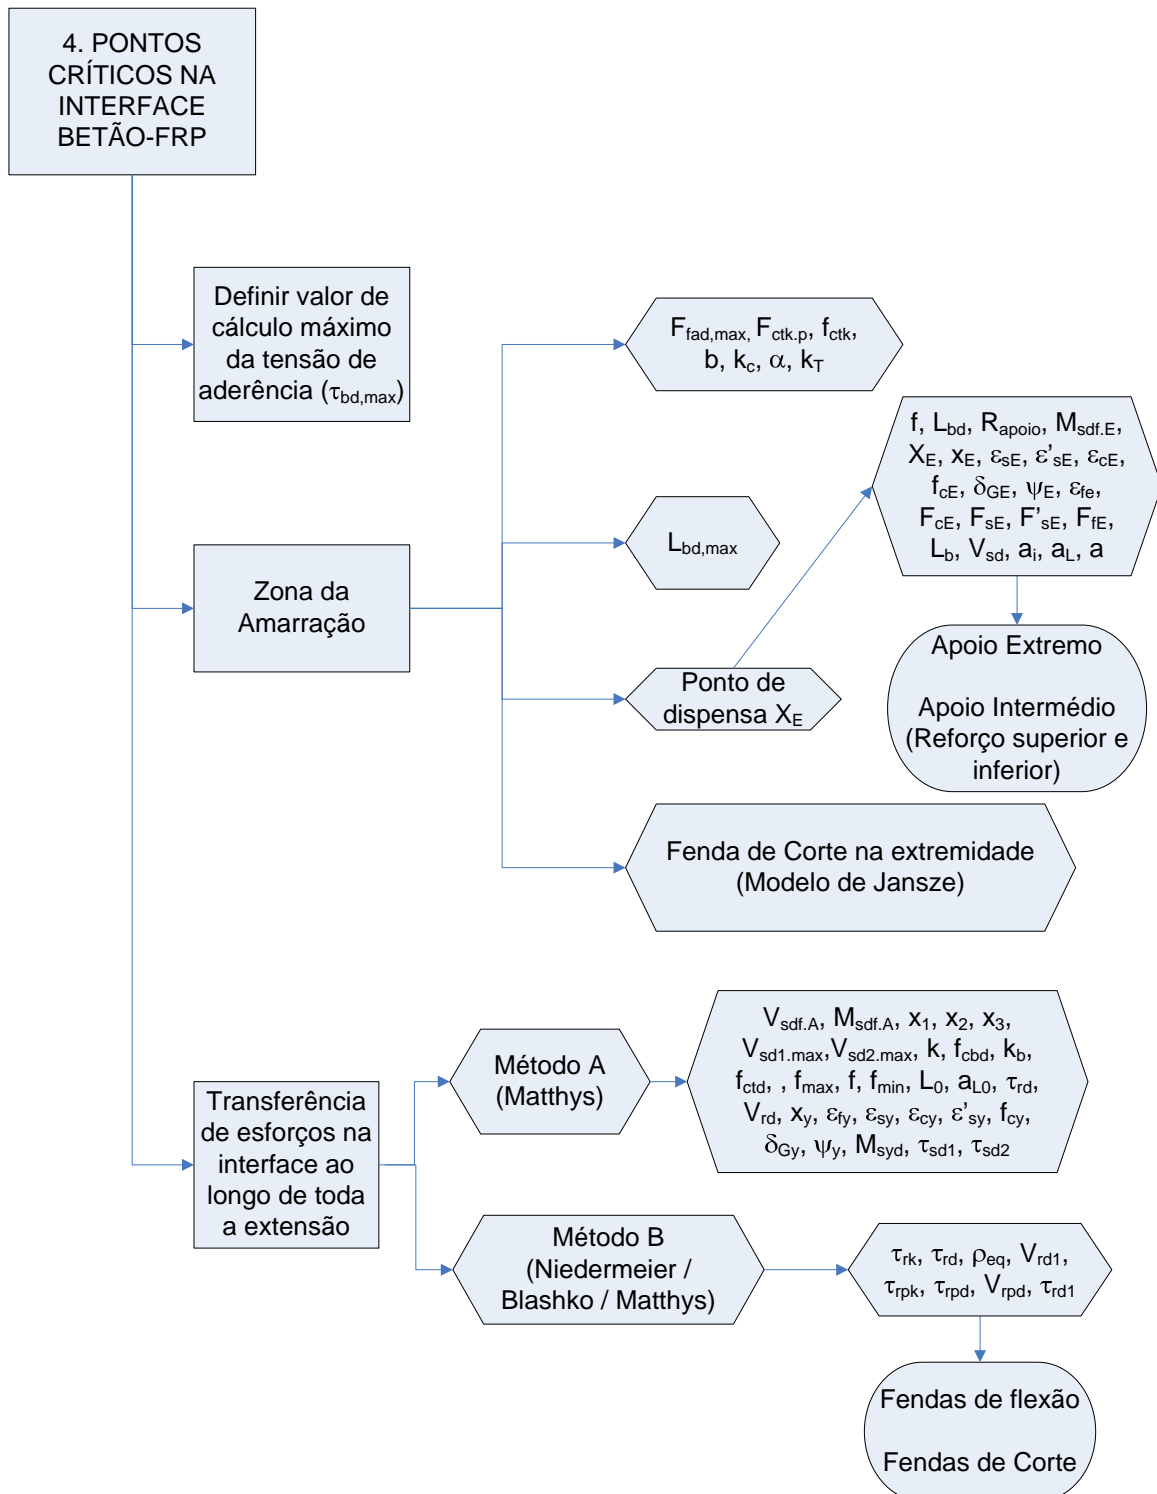 4. PONTOS
CRÍTICOS NA
INTERFACE
BETÃO-FRP
Definir valor de
cálculo máximo
da tensão de
aderência (τbd,max)
Ffad,max, Fctk.p, fctk,
b, kc, α, kT
f, Lbd, Rapoio, Msdf.E,
XE, xE, εsE, ε'sE, εcE,
fcE, δGE, ψE, εfe,
FcE, FsE, F'sE, FfE,
Lb, Vsd, ai, aL, a
Lbd,max
Zona da
Amarração
Ponto de
dispensa XE
Apoio Extremo
Apoio Intermédio
(Reforço superior e
inferior)
Fenda de Corte na extremidade
(Modelo de Jansze)
Transferência
de esforços na
interface ao
longo de toda
a extensão
Método A
(Matthys)
Vsdf.A, Msdf.A, x1, x2, x3,
Vsd1.max,Vsd2.max, k, fcbd, kb,
fctd, , fmax, f, fmin, L0, aL0, τrd,
Vrd, xy, εfy, εsy, εcy, ε'sy, fcy,
δGy, ψy, Msyd, τsd1, τsd2
Método B
(Niedermeier /
Blashko / Matthys)
τrk, τrd, ρeq, Vrd1,
τrpk, τrpd, Vrpd, τrd1
Fendas de flexão
Fendas de Corte